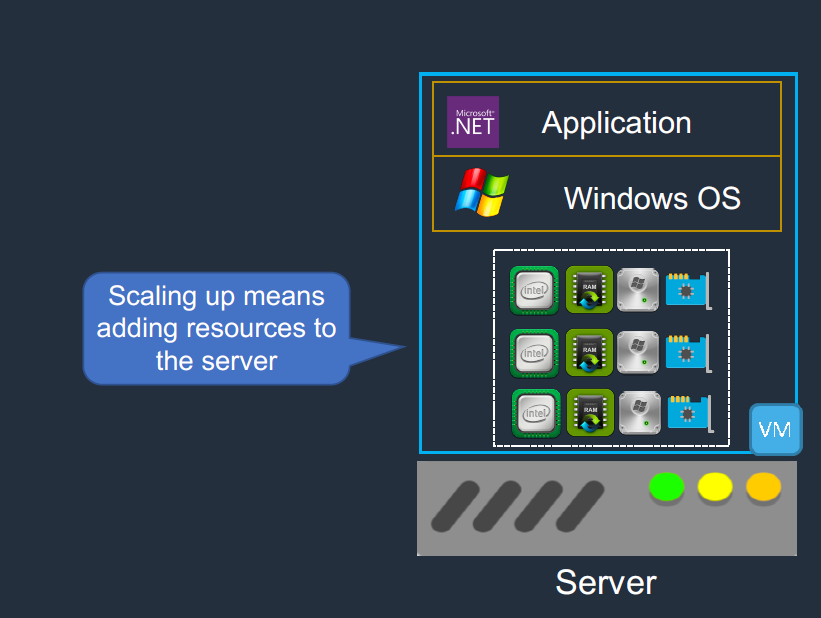 Microsoft®
.NET
Application
Windows OS
Scaling up means
adding resources to
the server
intel RAM
intel RAM
intel RAM
VM
Server